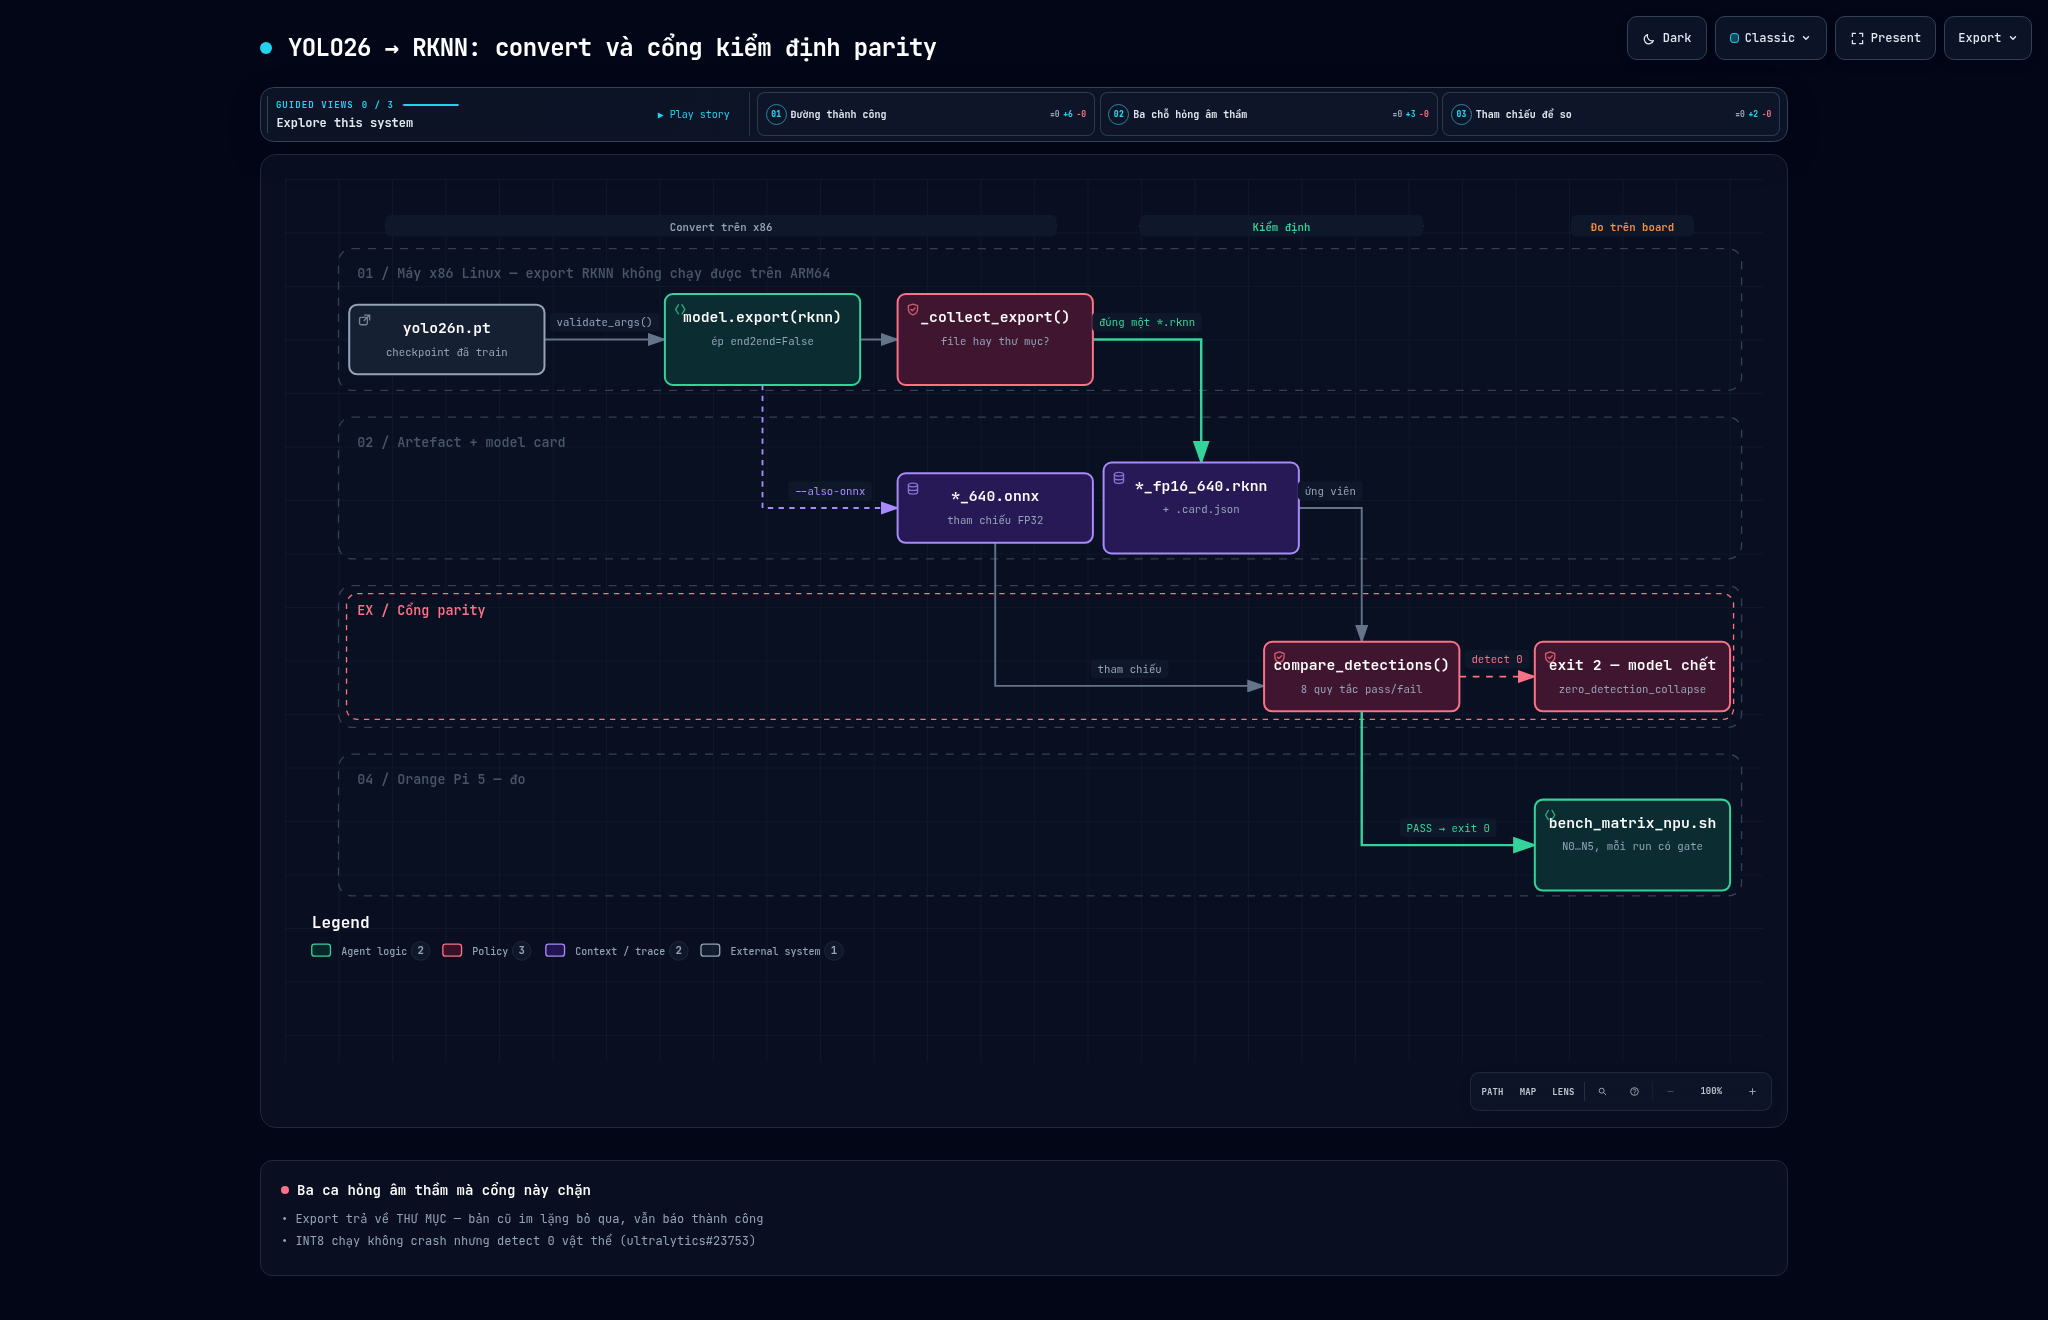 YOLO26 → RKNN: convert và cổng kiểm định parity
Dark
Classic
Present
Export
GUIDED VIEWS 0 / 3
Explore this system
▶ Play story
01 Đường thành công =0 +6 -0
02 Ba chỗ hỏng âm thầm =0 +3 -0
03 Tham chiếu để so =0 +2 -0
Convert trên x86
Kiểm định
Đo trên board
01 / Máy x86 Linux — export RKNN không chạy được trên ARM64
yolo26n.pt
checkpoint đã train
validate_args()
model.export(rknn)
ép end2end=False
_collect_export()
file hay thư mục?
đúng một *.rknn
02 / Artefact + model card
--also-onnx
*_640.onnx
tham chiếu FP32
*_fp16_640.rknn
+ .card.json
ứng viên
EX / Cổng parity
tham chiếu
compare_detections()
8 quy tắc pass/fail
detect 0
exit 2 — model chết
zero_detection_collapse
04 / Orange Pi 5 — đo
PASS → exit 0
bench_matrix_npu.sh
N0…N5, mỗi run có gate
Legend
Agent logic 2
Policy 3
Context / trace 2
External system 1
PATH
MAP
LENS
100%
Ba ca hỏng âm thầm mà cổng này chặn
• Export trả về THƯ MỤC — bản cũ im lặng bỏ qua, vẫn báo thành công
• INT8 chạy không crash nhưng detect 0 vật thể (ultralytics#23753)